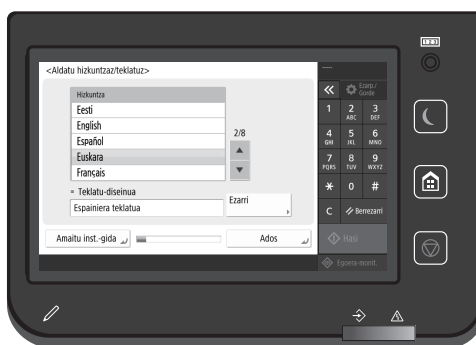 <Aldatu hizkuntzaz/teklatuz>
Hizkuntza
Eesti
English
Español
Euskara
Français
2/8
▪ Teklatu-diseinua
Espainiera teklatua
Ezarri
Amaitu inst.-gida
Ados
Ezarp./
Gorde
1 2 3
ABC DEF
4 5 6
GHI JKL MNO
7 8 9
PQRS TUV WXYZ
* 0 #
C Berrezarri
Hasi
Egoera-monit.